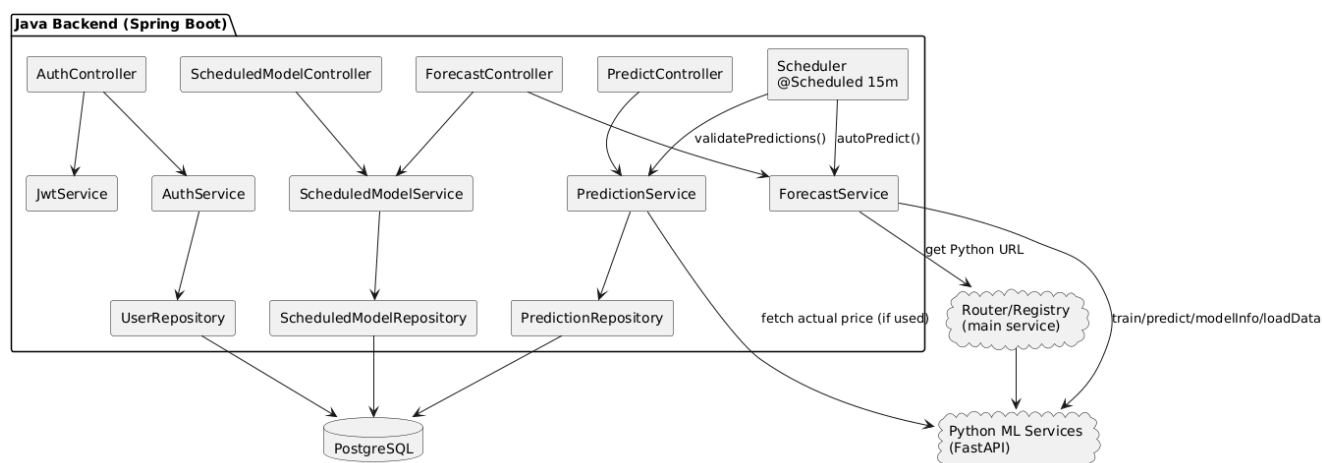 Java Backend (Spring Boot)
AuthController
ScheduledModelController
ForecastController
PredictController
Scheduler
@Scheduled 15m
validatePredictions()
autoPredict()
JwtService
AuthService
ScheduledModelService
PredictionService
ForecastService
get Python URL
UserRepository
ScheduledModelRepository
PredictionRepository
fetch actual price (if used)
Router/Registry
(main service)
train/predict/modelInfo/loadData
PostgreSQL
Python ML Services
(FastAPI)